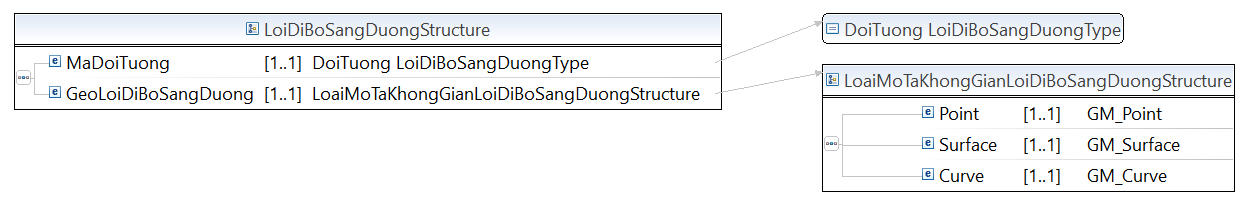 LoiDiBoSangDuongStructure
MaDoiTuong [1..1] DoiTuong LoiDiBoSangDuongType
GeoLoiDiBoSangDuong [1..1] LoaiMoTaKhongGianLoiDiBoSangDuongStructure
DoiTuong LoiDiBoSangDuongType
LoaiMoTaKhongGianLoiDiBoSangDuongStructure
Point [1..1] GM_Point
Surface [1..1] GM_Surface
Curve [1..1] GM_Curve